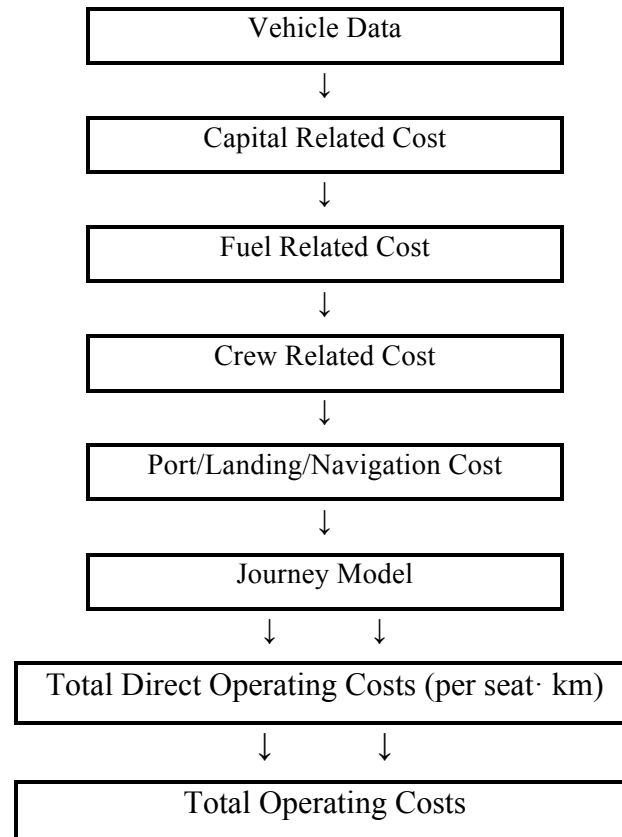 Vehicle Data
↓
Capital Related Cost
↓
Fuel Related Cost
↓
Crew Related Cost
↓
Port/Landing/Navigation Cost
↓
Journey Model
↓ ↓
Total Direct Operating Costs (per seat· km)
↓ ↓
Total Operating Costs